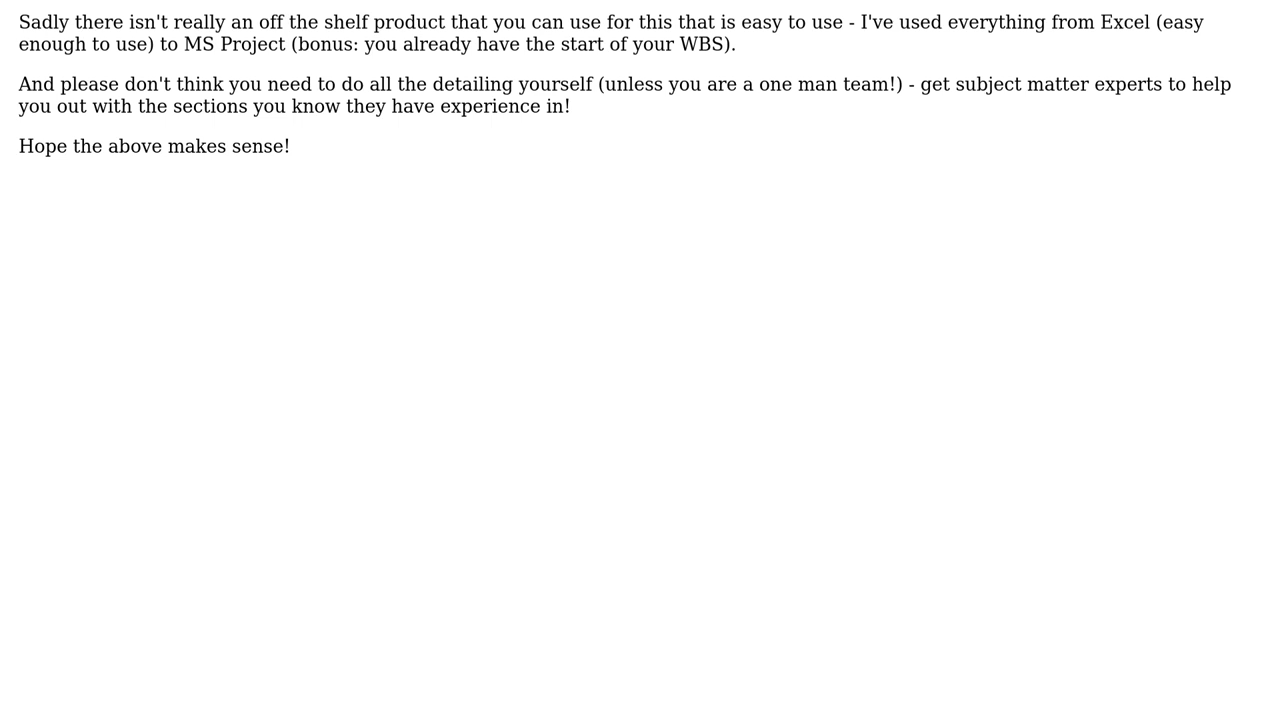 Sadly there isn't really an off the shelf product that you can use for this that is easy to use - I've used everything from Excel (easy
enough to use) to MS Project (bonus: you already have the start of your WBS).
And please don't think you need to do all the detailing yourself (unless you are a one man team!) - get subject matter experts to help
you out with the sections you know they have experience in!
Hope the above makes sense!